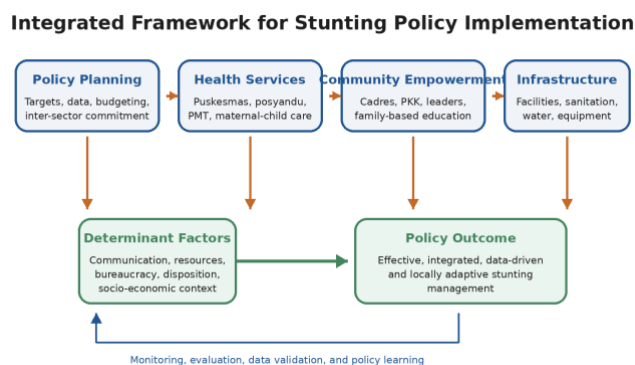 Integrated Framework for Stunting Policy Implementation
Policy Planning
Targets, data, budgeting,
inter-sector commitment
Health Services
Puskesmas, posyandu,
PMT, maternal-child care
Community Empowerment
Cadres, PKK, leaders,
family-based education
Infrastructure
Facilities, sanitation,
water, equipment
Determinant Factors
Communication, resources,
bureaucracy, disposition,
socio-economic context
Policy Outcome
Effective, integrated, data-driven
and locally adaptive stunting
management
Monitoring, evaluation, data validation, and policy learning